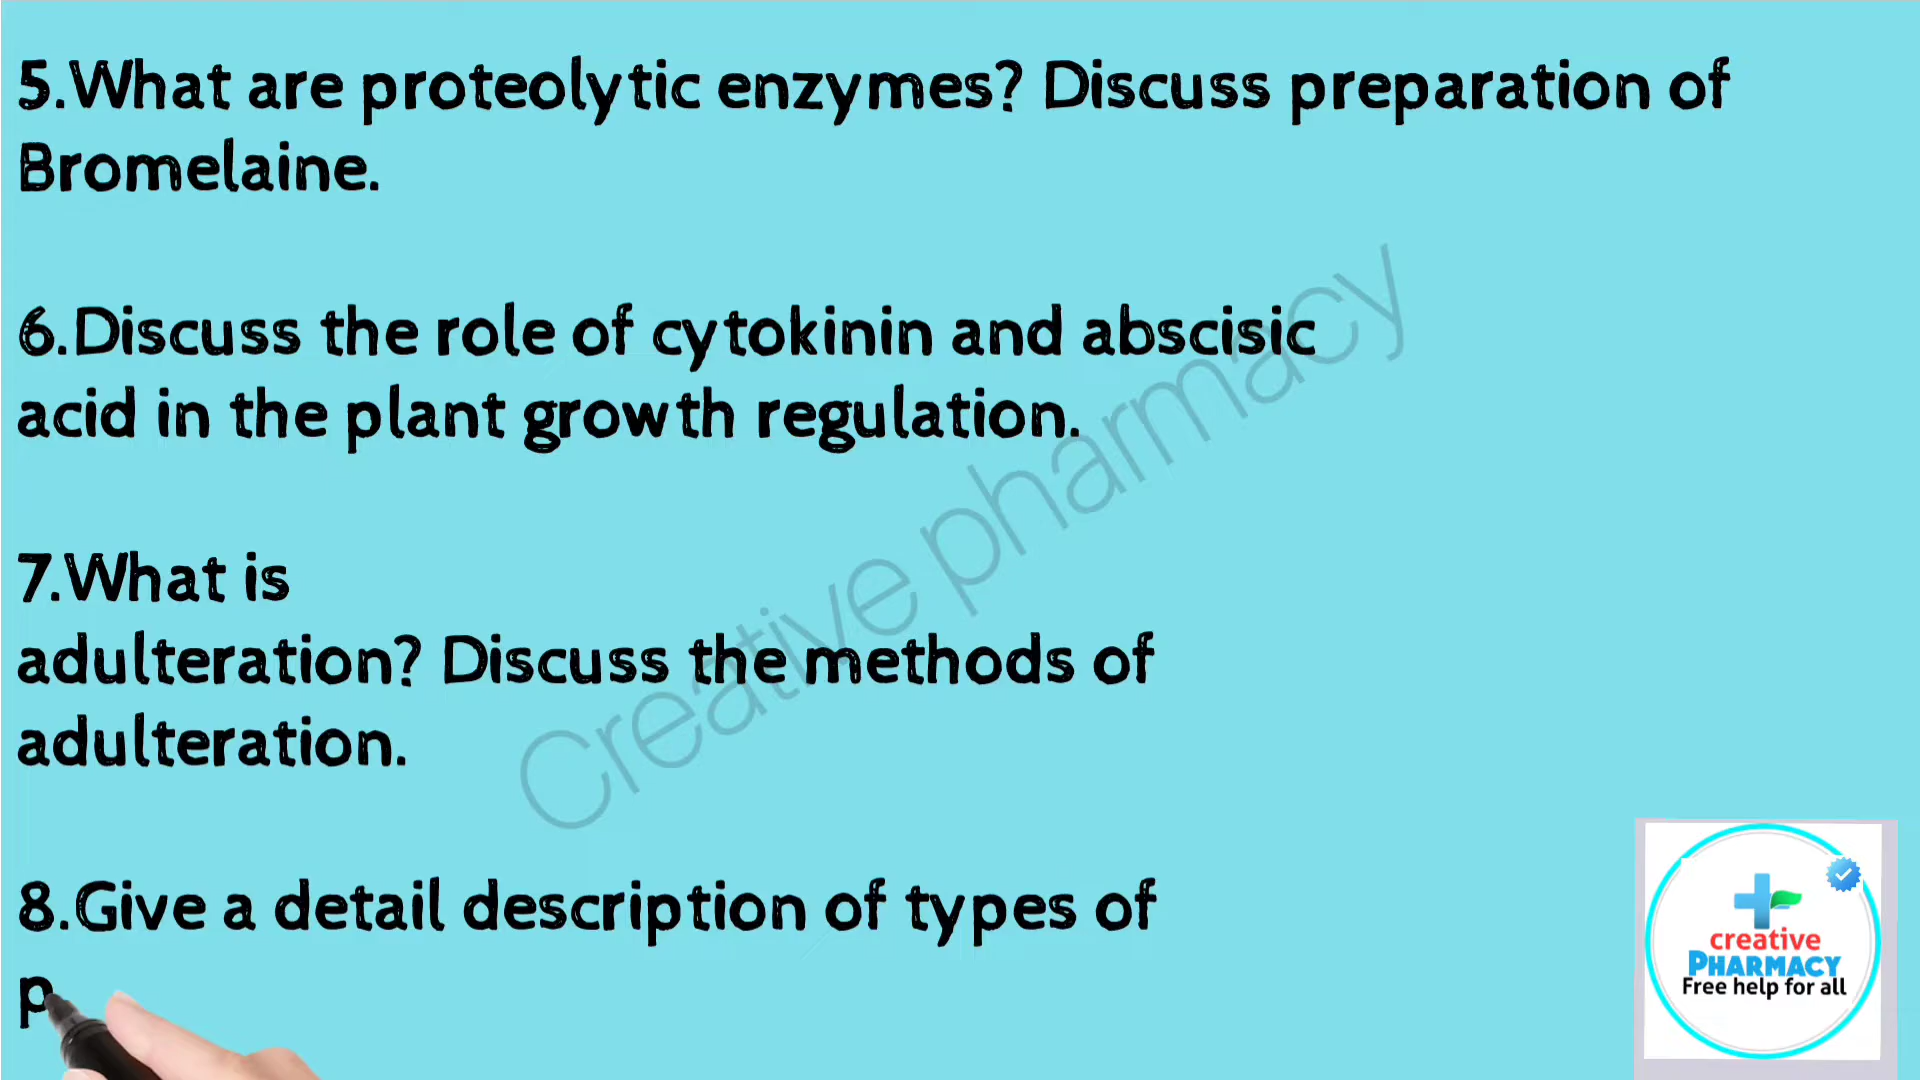 5.What are proteolytic enzymes? Discuss preparation of
Bromelaine.
6.Discuss the role of cytokinin and abscisic
acid in the plant growth regulation.
7.What is
adulteration? Discuss the methods of
adulteration.
8.Give a detail description of types of
p
Creative pharmacy
creative
PHARMACY
Free help for all